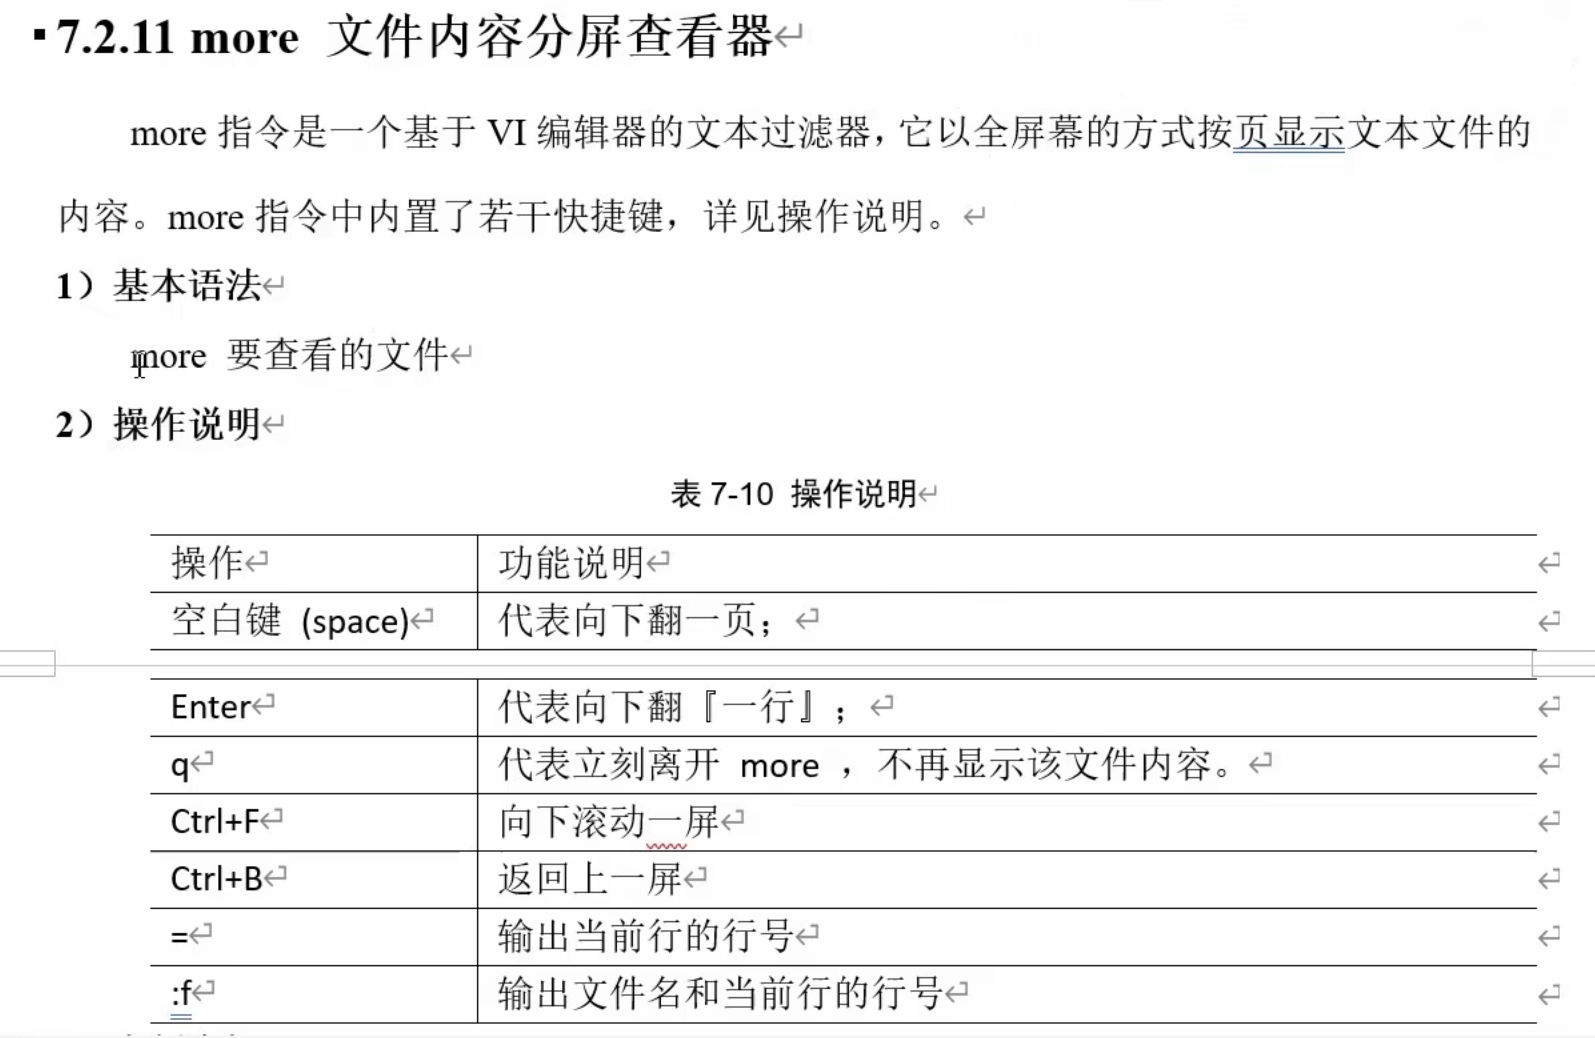 7.2.11 more 文件内容分屏查看器
more 指令是一个基于 VI 编辑器的文本过滤器，它以全屏幕的方式按页显示文本文件的
内容。more 指令中内置了若干快捷键，详见操作说明。
1）基本语法
more 要查看的文件
2）操作说明
表 7-10 操作说明
操作 功能说明
空白键 (space) 代表向下翻一页；
Enter 代表向下翻『一行』；
q 代表立刻离开 more ，不再显示该文件内容。
Ctrl+F 向下滚动一屏
Ctrl+B 返回上一屏
= 输出当前行的行号
:f 输出文件名和当前行的行号